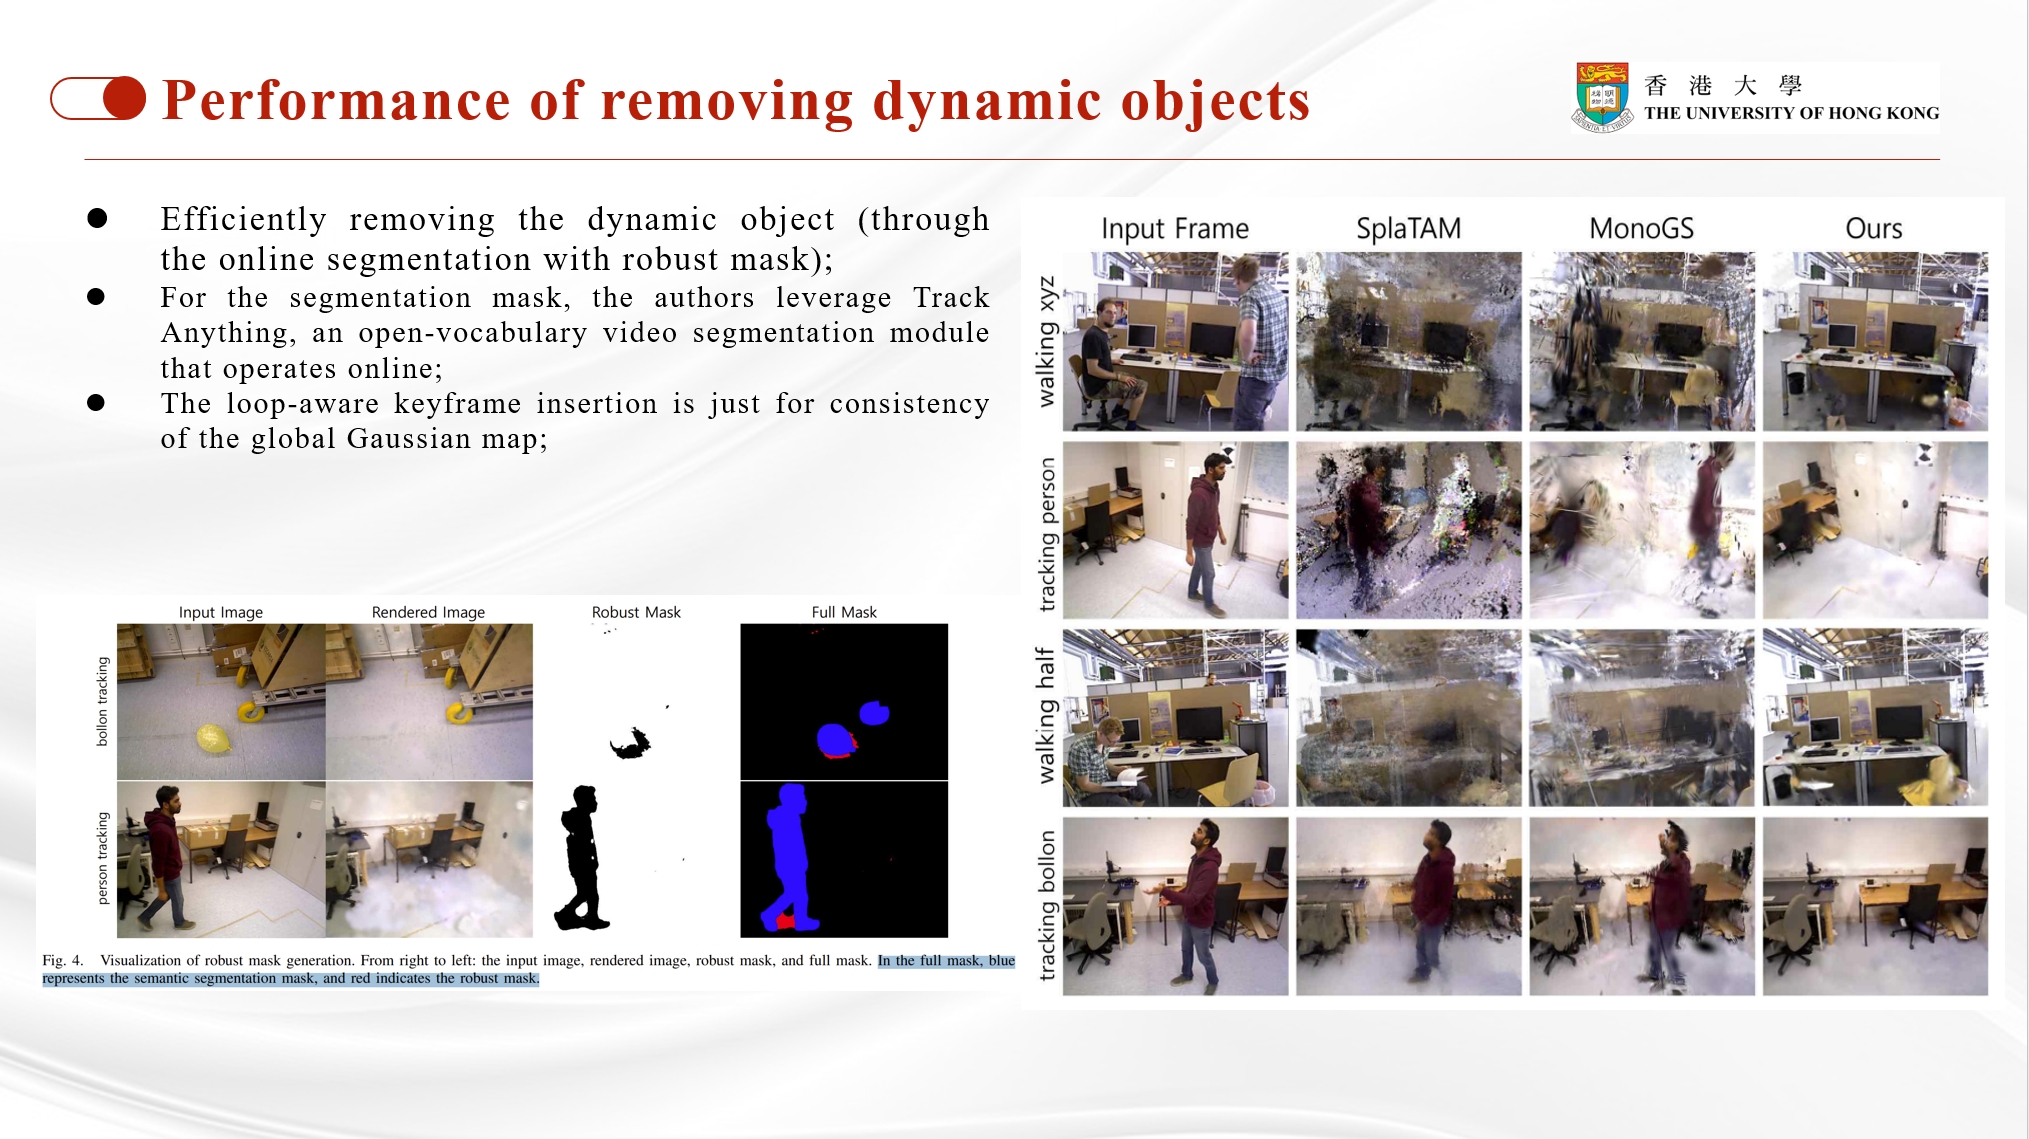 Performance of removing dynamic objects
香港大學
THE UNIVERSITY OF HONG KONG
● Efficiently removing the dynamic object (through
the online segmentation with robust mask);
● For the segmentation mask, the authors leverage Track
Anything, an open-vocabulary video segmentation module
that operates online;
● The loop-aware keyframe insertion is just for consistency
of the global Gaussian map;
Input Image Rendered Image Robust Mask Full Mask
bollon tracking
person tracking
Fig. 4. Visualization of robust mask generation. From right to left: the input image, rendered image, robust mask, and full mask. In the full mask, blue
represents the semantic segmentation mask, and red indicates the robust mask.
Input Frame SplaTAM MonoGS Ours
walking xyz
tracking person
walking half
tracking bollon